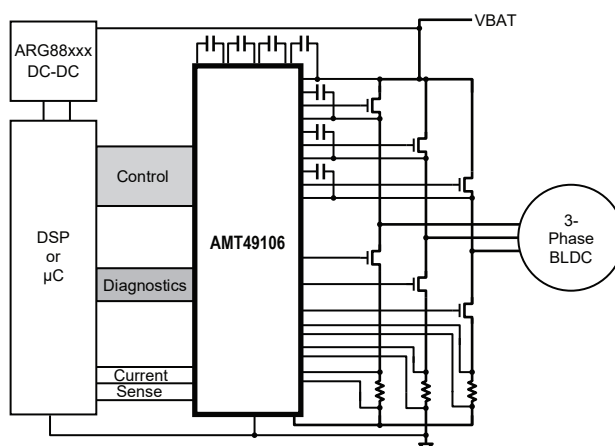 VBAT
ARG88xxx
DC-DC
Control
DSP
or
µC
AMT49106
3-
Phase
BLDC
Diagnostics
Current
Sense